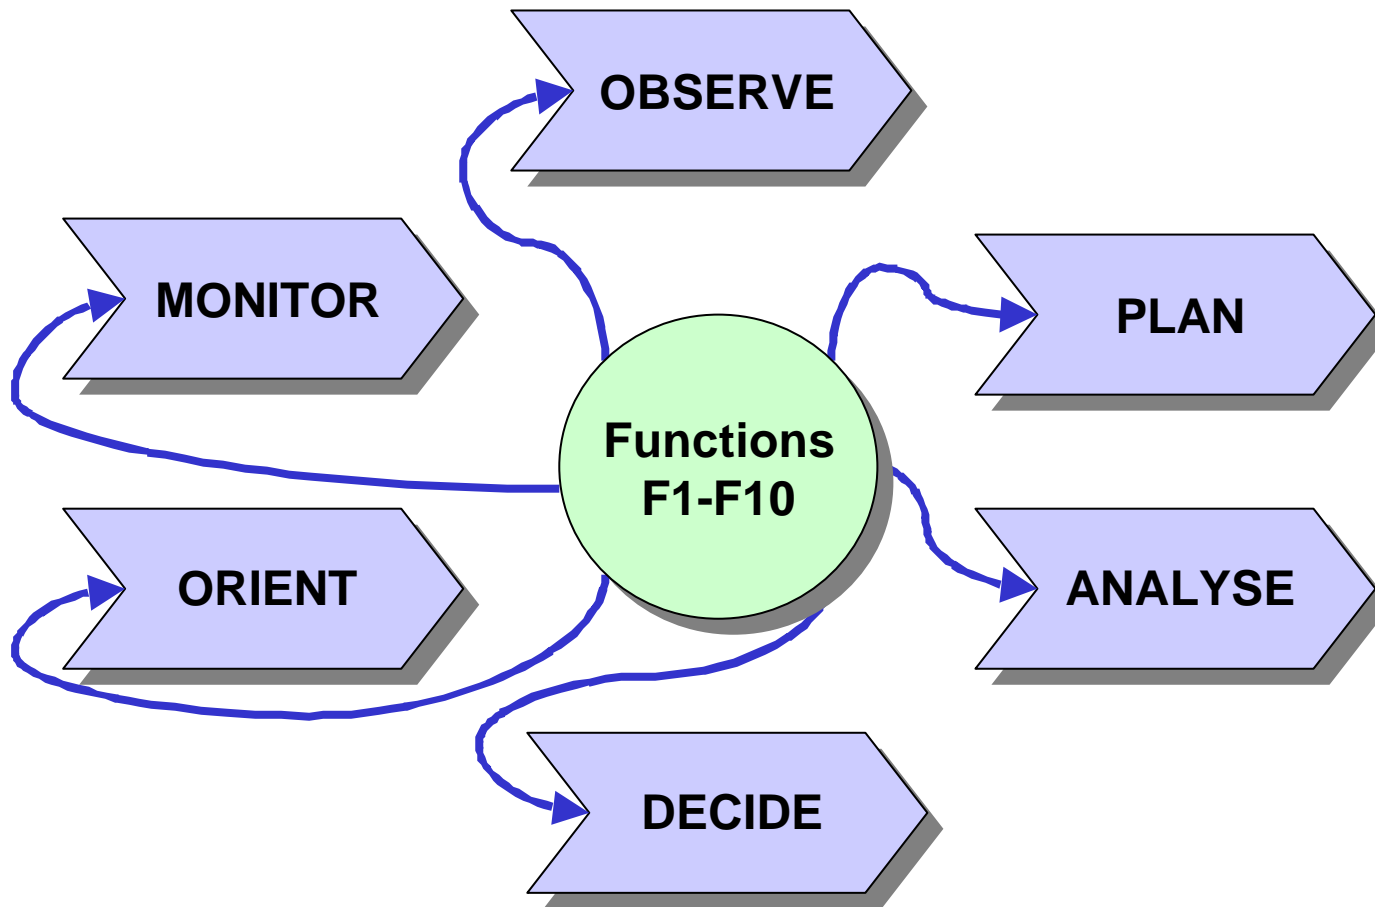 OBSERVE
MONITOR
PLAN
Functions
F1-F10
ORIENT
ANALYSE
DECIDE